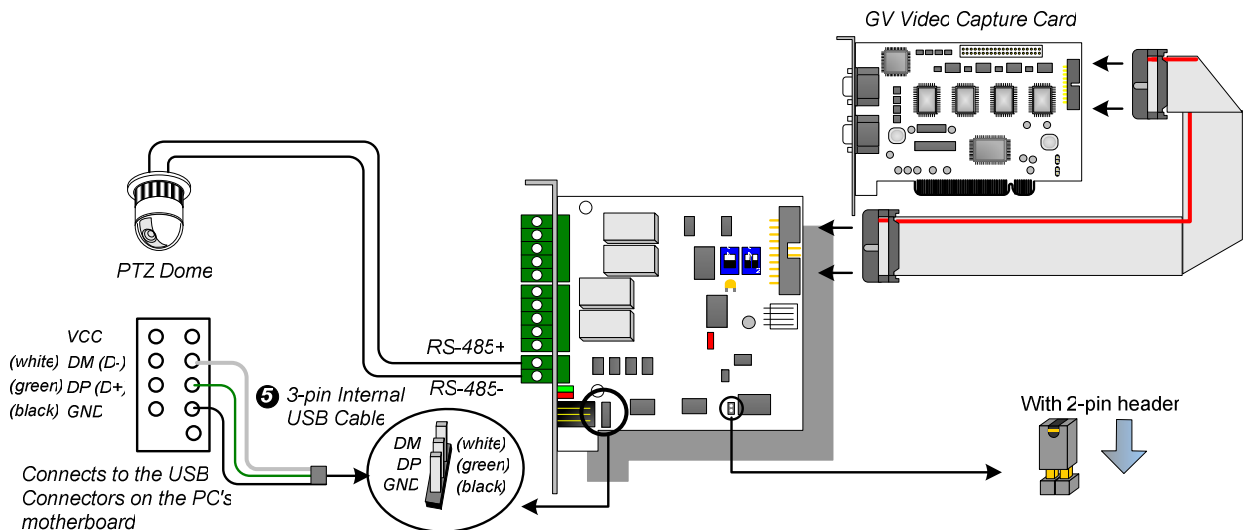 GV Video Capture Card
PTZ Dome
VCC
(white) DM (D-)
(green) DP (D+)
(black) GND
RS-485+
RS-485-
5 3-pin Internal
USB Cable
DM (white)
DP (green)
GND (black)
With 2-pin header
Connects to the USB
Connectors on the PC's
motherboard